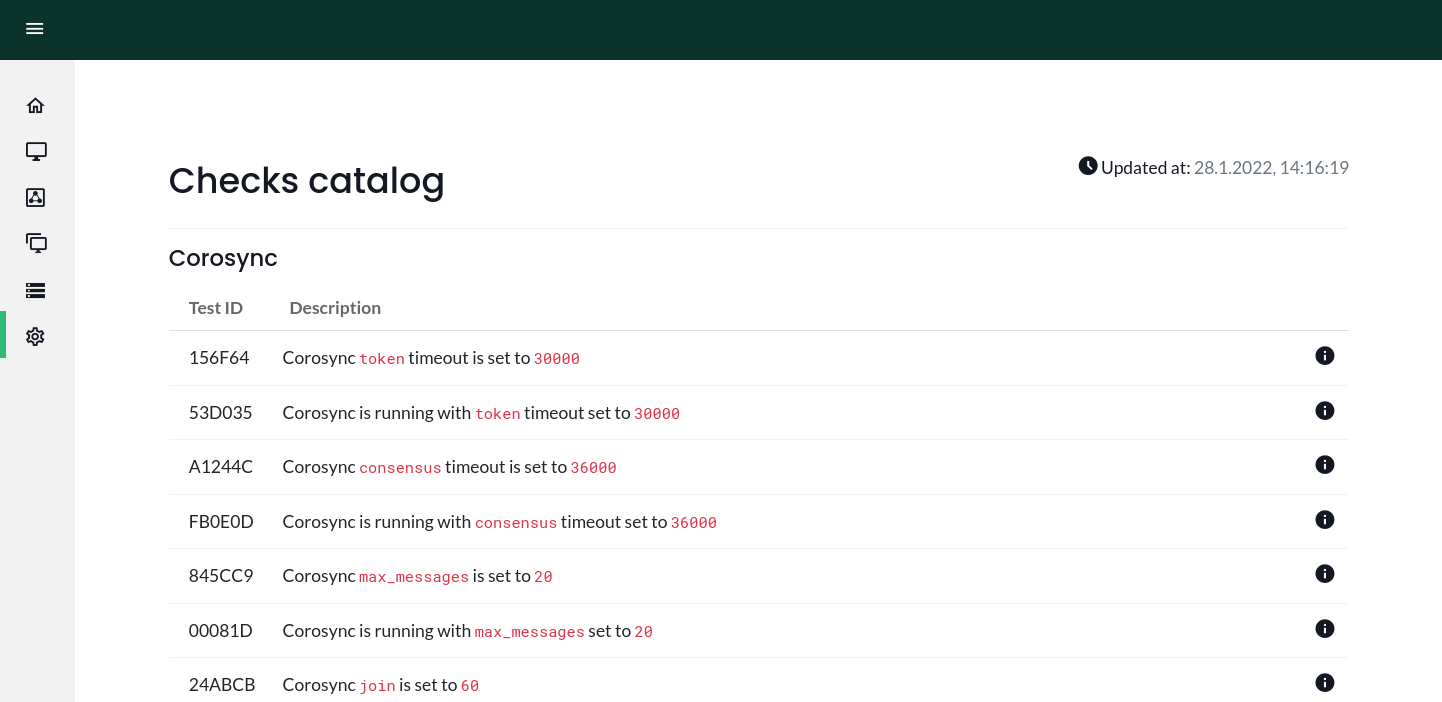 Checks catalog
Updated at: 28.1.2022, 14:16:19
Corosync
Test ID Description
156F64 Corosync token timeout is set to 30000
53D035 Corosync is running with token timeout set to 30000
A1244C Corosync consensus timeout is set to 36000
FB0E0D Corosync is running with consensus timeout set to 36000
845CC9 Corosync max_messages is set to 20
00081D Corosync is running with max_messages set to 20
24ABCB Corosync join is set to 60